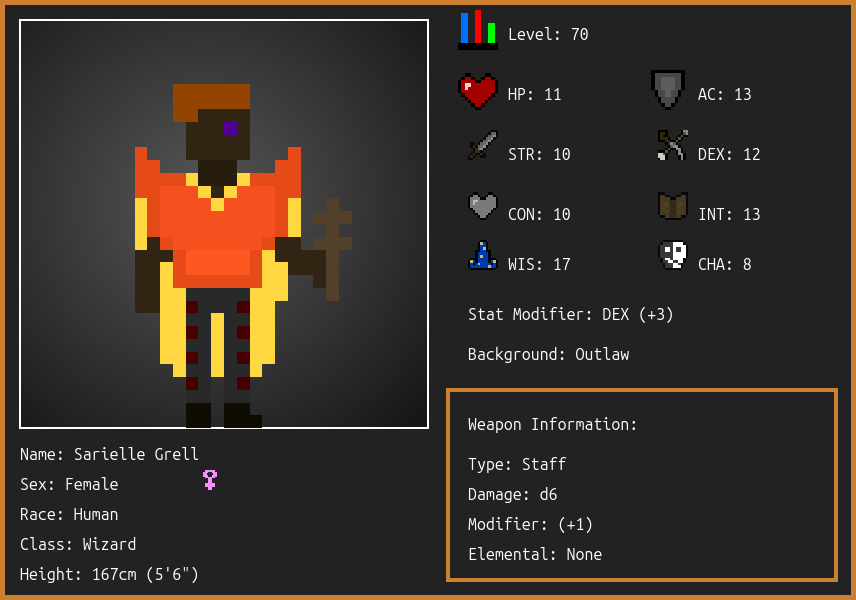 Level: 70
HP: 11
AC: 13
STR: 10
DEX: 12
CON: 10
INT: 13
WIS: 17
CHA: 8
Stat Modifier: DEX (+3)
Background: Outlaw
Weapon Information:
Type: Staff
Damage: d6
Modifier: (+1)
Elemental: None
Name: Sarielle Grell
Sex: Female
Race: Human
Class: Wizard
Height: 167cm (5'6")